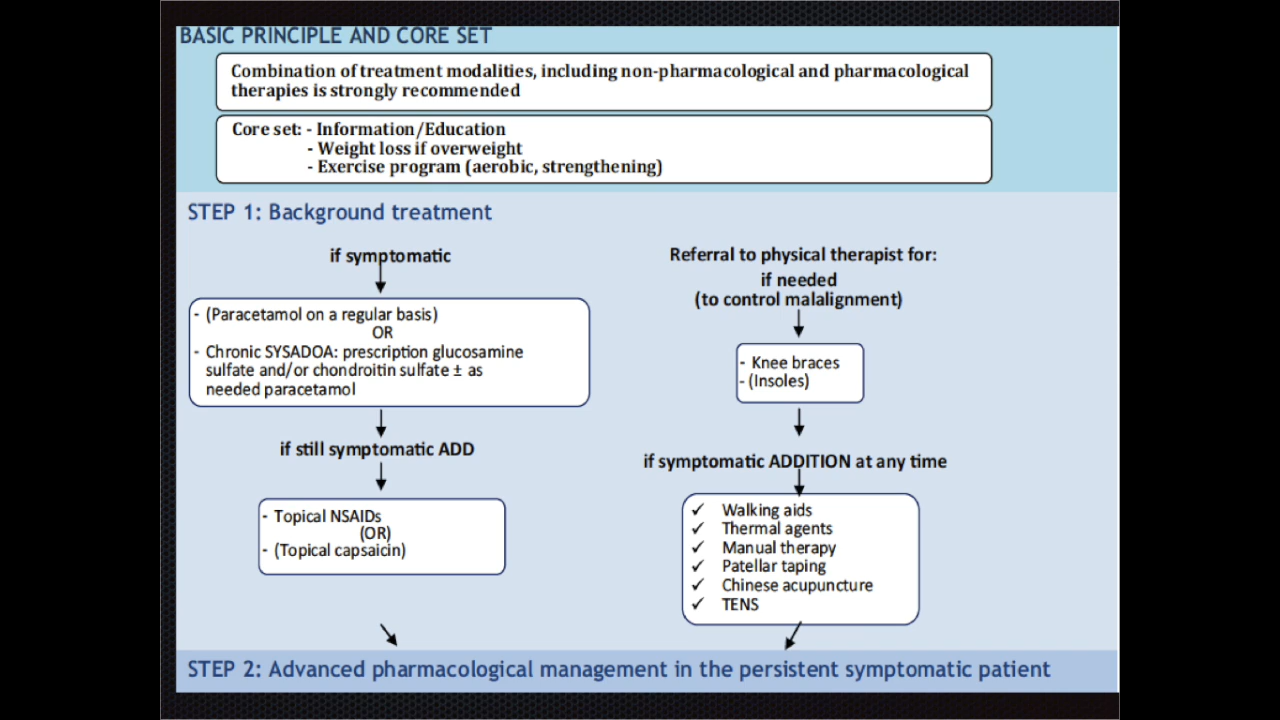 BASIC PRINCIPLE AND CORE SET
Combination of treatment modalities, including non-pharmacological and pharmacological
therapies is strongly recommended
Core set: - Information/Education
- Weight loss if overweight
- Exercise program (aerobic, strengthening)
STEP 1: Background treatment
if symptomatic
- (Paracetamol on a regular basis)
OR
- Chronic SYSADOA: prescription glucosamine
sulfate and/or chondroitin sulfate ± as
needed paracetamol
if still symptomatic ADD
- Topical NSAIDs
(OR)
- (Topical capsaicin)
Referral to physical therapist for:
if needed
(to control malalignment)
- Knee braces
- (Insoles)
if symptomatic ADDITION at any time
✓ Walking aids
✓ Thermal agents
✓ Manual therapy
✓ Patellar taping
✓ Chinese acupuncture
✓ TENS
STEP 2: Advanced pharmacological management in the persistent symptomatic patient